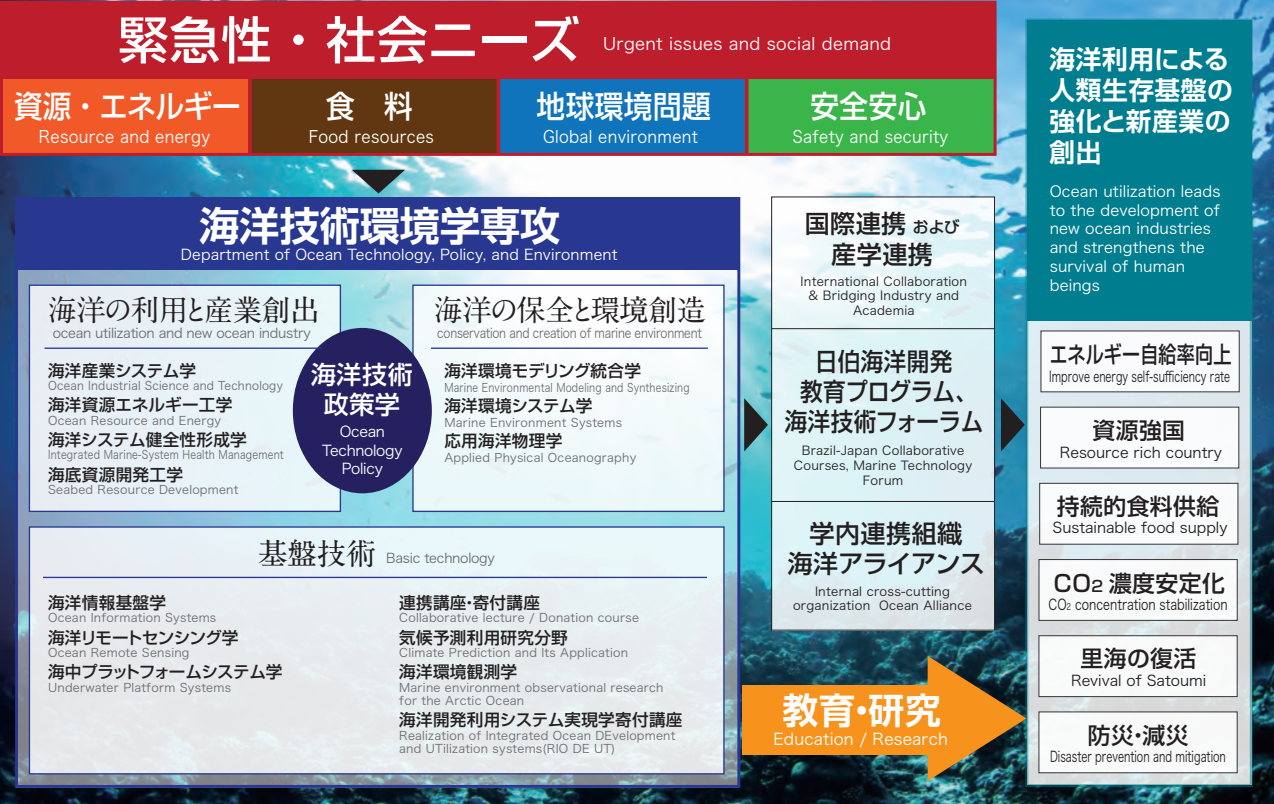 緊急性・社会ニーズ Urgent issues and social demand
資源・エネルギー
Resource and energy
食 料
Food resources
地球環境問題
Global environment
安全安心
Safety and security
海洋技術環境学専攻
Department of Ocean Technology, Policy, and Environment
海洋の利用と産業創出
ocean utilization and new ocean industry
海洋産業システム学
Ocean Industrial Science and Technology
海洋資源エネルギー工学
Ocean Resource and Energy
海洋システム健全性形成学
Integrated Marine-System Health Management
海底資源開発工学
Seabed Resource Development
海洋技術
政策学
Ocean
Technology
Policy
海洋の保全と環境創造
conservation and creation of marine environment
海洋環境モデリング統合学
Marine Environmental Modeling and Synthesizing
海洋環境システム学
Marine Environment Systems
応用海洋物理学
Applied Physical Oceanography
基盤技術 Basic technology
海洋情報基盤学
Ocean Information Systems
海洋リモートセンシング学
Ocean Remote Sensing
海中プラットフォームシステム学
Underwater Platform Systems
連携講座・寄付講座
Collaborative lecture / Donation course
気候予測利用研究分野
Climate Prediction and Its Application
海洋環境観測学
Marine environment observational research
for the Arctic Ocean
海洋開発利用システム実現学寄付講座
Realization of Integrated Ocean DEvelopment
and UTilization systems(RIO DE UT)
国際連携 および
産学連携
International Collaboration
& Bridging Industry and
Academia
日伯海洋開発
教育プログラム、
海洋技術フォーラム
Brazil-Japan Collaborative
Courses, Marine Technology
Forum
学内連携組織
海洋アライアンス
Internal cross-cutting
organization Ocean Alliance
教育・研究
Education / Research
海洋利用による
人類生存基盤の
強化と新産業の
創出
Ocean utilization leads
to the development of
new ocean industries
and strengthens the
survival of human
beings
エネルギー自給率向上
Improve energy self-sufficiency rate
資源強国
Resource rich country
持続的食料供給
Sustainable food supply
CO2 濃度安定化
CO2 concentration stabilization
里海の復活
Revival of Satoumi
防災・減災
Disaster prevention and mitigation